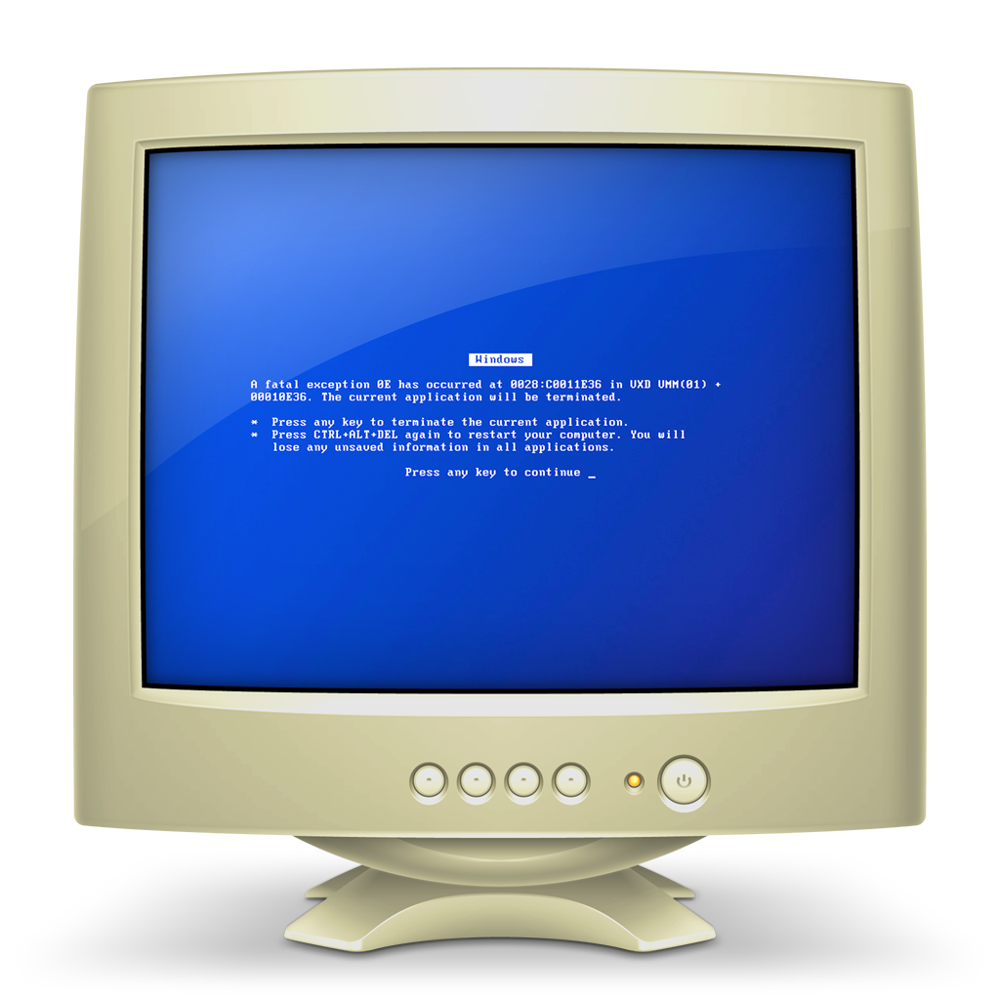 Windows
A fatal exception 0E has occurred at 0028:C0011E36 in VXD VMM(01) +
00010E36. The current application will be terminated.
* Press any key to terminate the current application.
* Press CTRL+ALT+DEL again to restart your computer. You will
lose any unsaved information in all applications.
Press any key to continue _